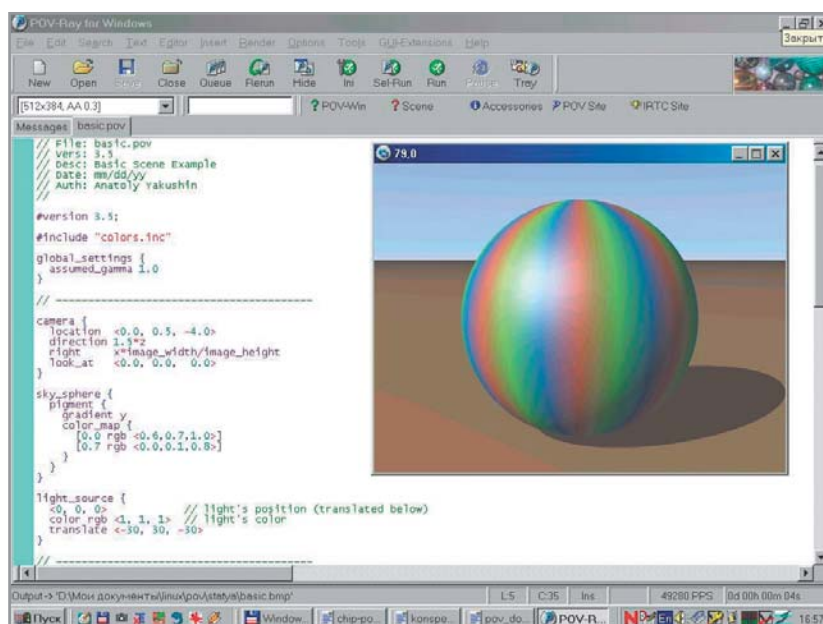 POV-Ray for Windows
File Edit Search Text Editor Insert Render Options Tools GUI-Extensions Help
Закрыт
New Open Save Close Queue Rerun Hide Ini Sel-Run Run Pause Tray
[512x384, AA 0.3] POV-Win Scene Accessories POV Site IRTC Site
Messages basic.pov
// File: basic.pov
// Vers: 3.5
// Desc: Basic Scene Example
// Date: mm/dd/yy
// Auth: Anatoly Yakushin
//
#version 3.5;
#include "colors.inc"
global_settings {
assumed_gamma 1.0
}
// ----------------------------------------
camera {
location <0.0, 0.5, -4.0>
direction 1.5*z
right x*image_width/image_height
look_at <0.0, 0.0, 0.0>
}
sky_sphere {
pigment {
gradient y
color_map {
[0.0 rgb <0.6,0.7,1.0>]
[0.7 rgb <0.0,0.1,0.8>]
}
}
}
light_source {
<0, 0, 0> // light's position (translated below)
color rgb <1, 1, 1> // light's color
translate <-30, 30, -30>
}
// ----------------------------------------
79,0
Output-> 'D:\Мои документы\linux\pov\statya\basic.bmp' L:5 C:35 Ins 49280 PPS 0d 00h 00m 04s
Пуск Window... chip-po... konspe... pov_do... POV-R... En 16:57